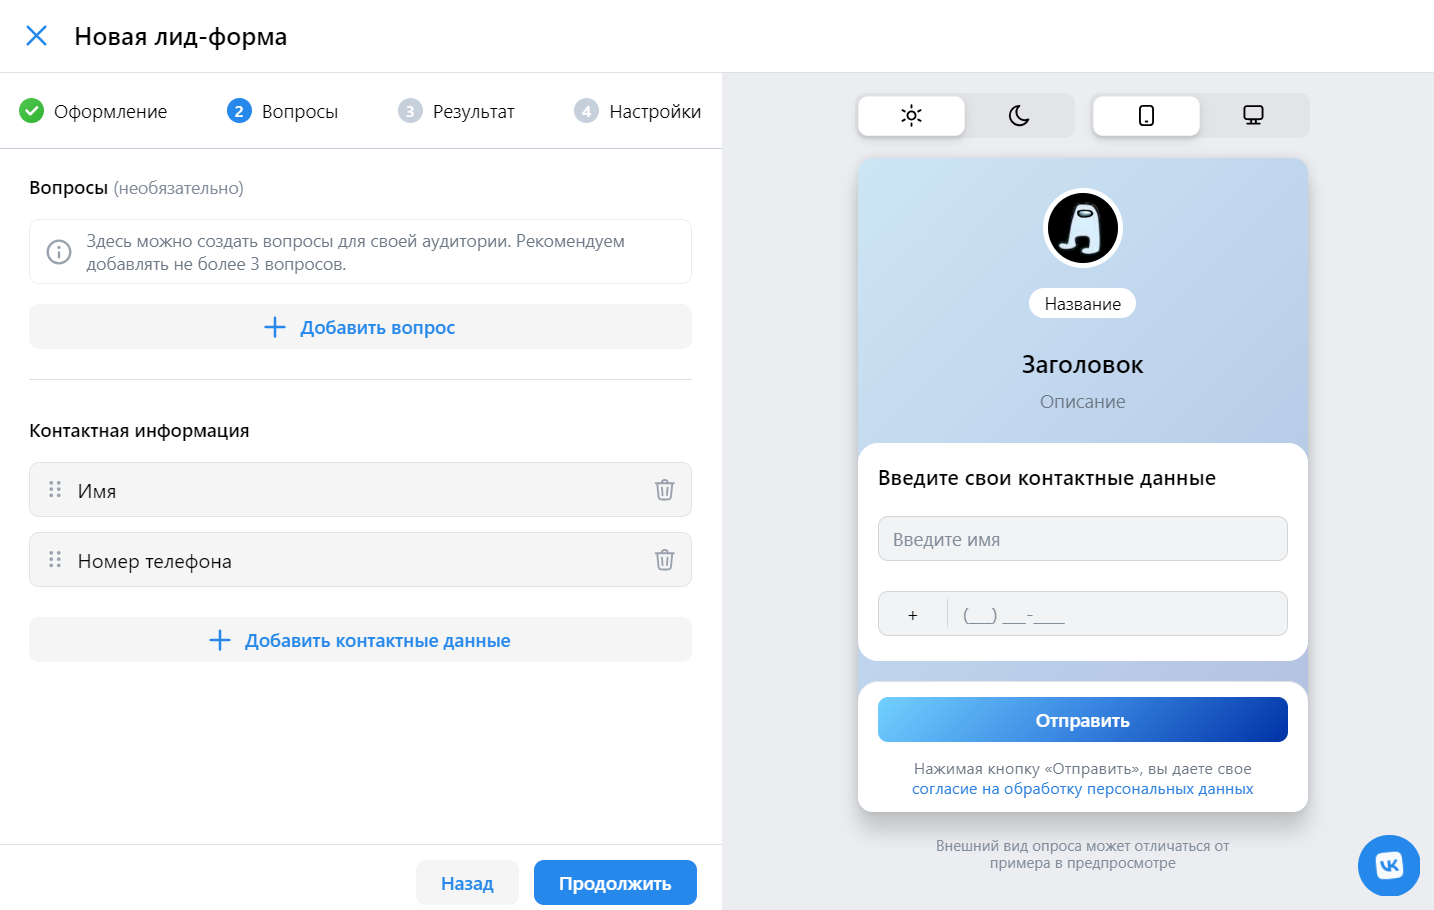 Новая лид-форма
Оформление
2 Вопросы
3 Результат
4 Настройки
Вопросы (необязательно)
Здесь можно создать вопросы для своей аудитории. Рекомендуем
добавлять не более 3 вопросов.
Добавить вопрос
Контактная информация
Имя
Номер телефона
Добавить контактные данные
Назад
Продолжить
Название
Заголовок
Описание
Введите свои контактные данные
Введите имя
+ (___) ___-____
Отправить
Нажимая кнопку «Отправить», вы даете свое
согласие на обработку персональных данных
Внешний вид опроса может отличаться от
примера в предпросмотре